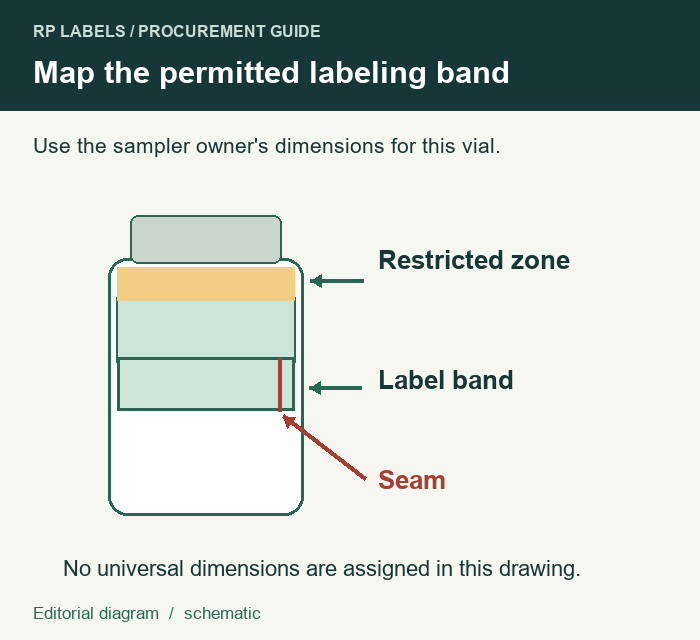 RP LABELS / PROCUREMENT GUIDE
Map the permitted labeling band
Use the sampler owner's dimensions for this vial.
Restricted zone
Label band
Seam
No universal dimensions are assigned in this drawing.
Editorial diagram / schematic